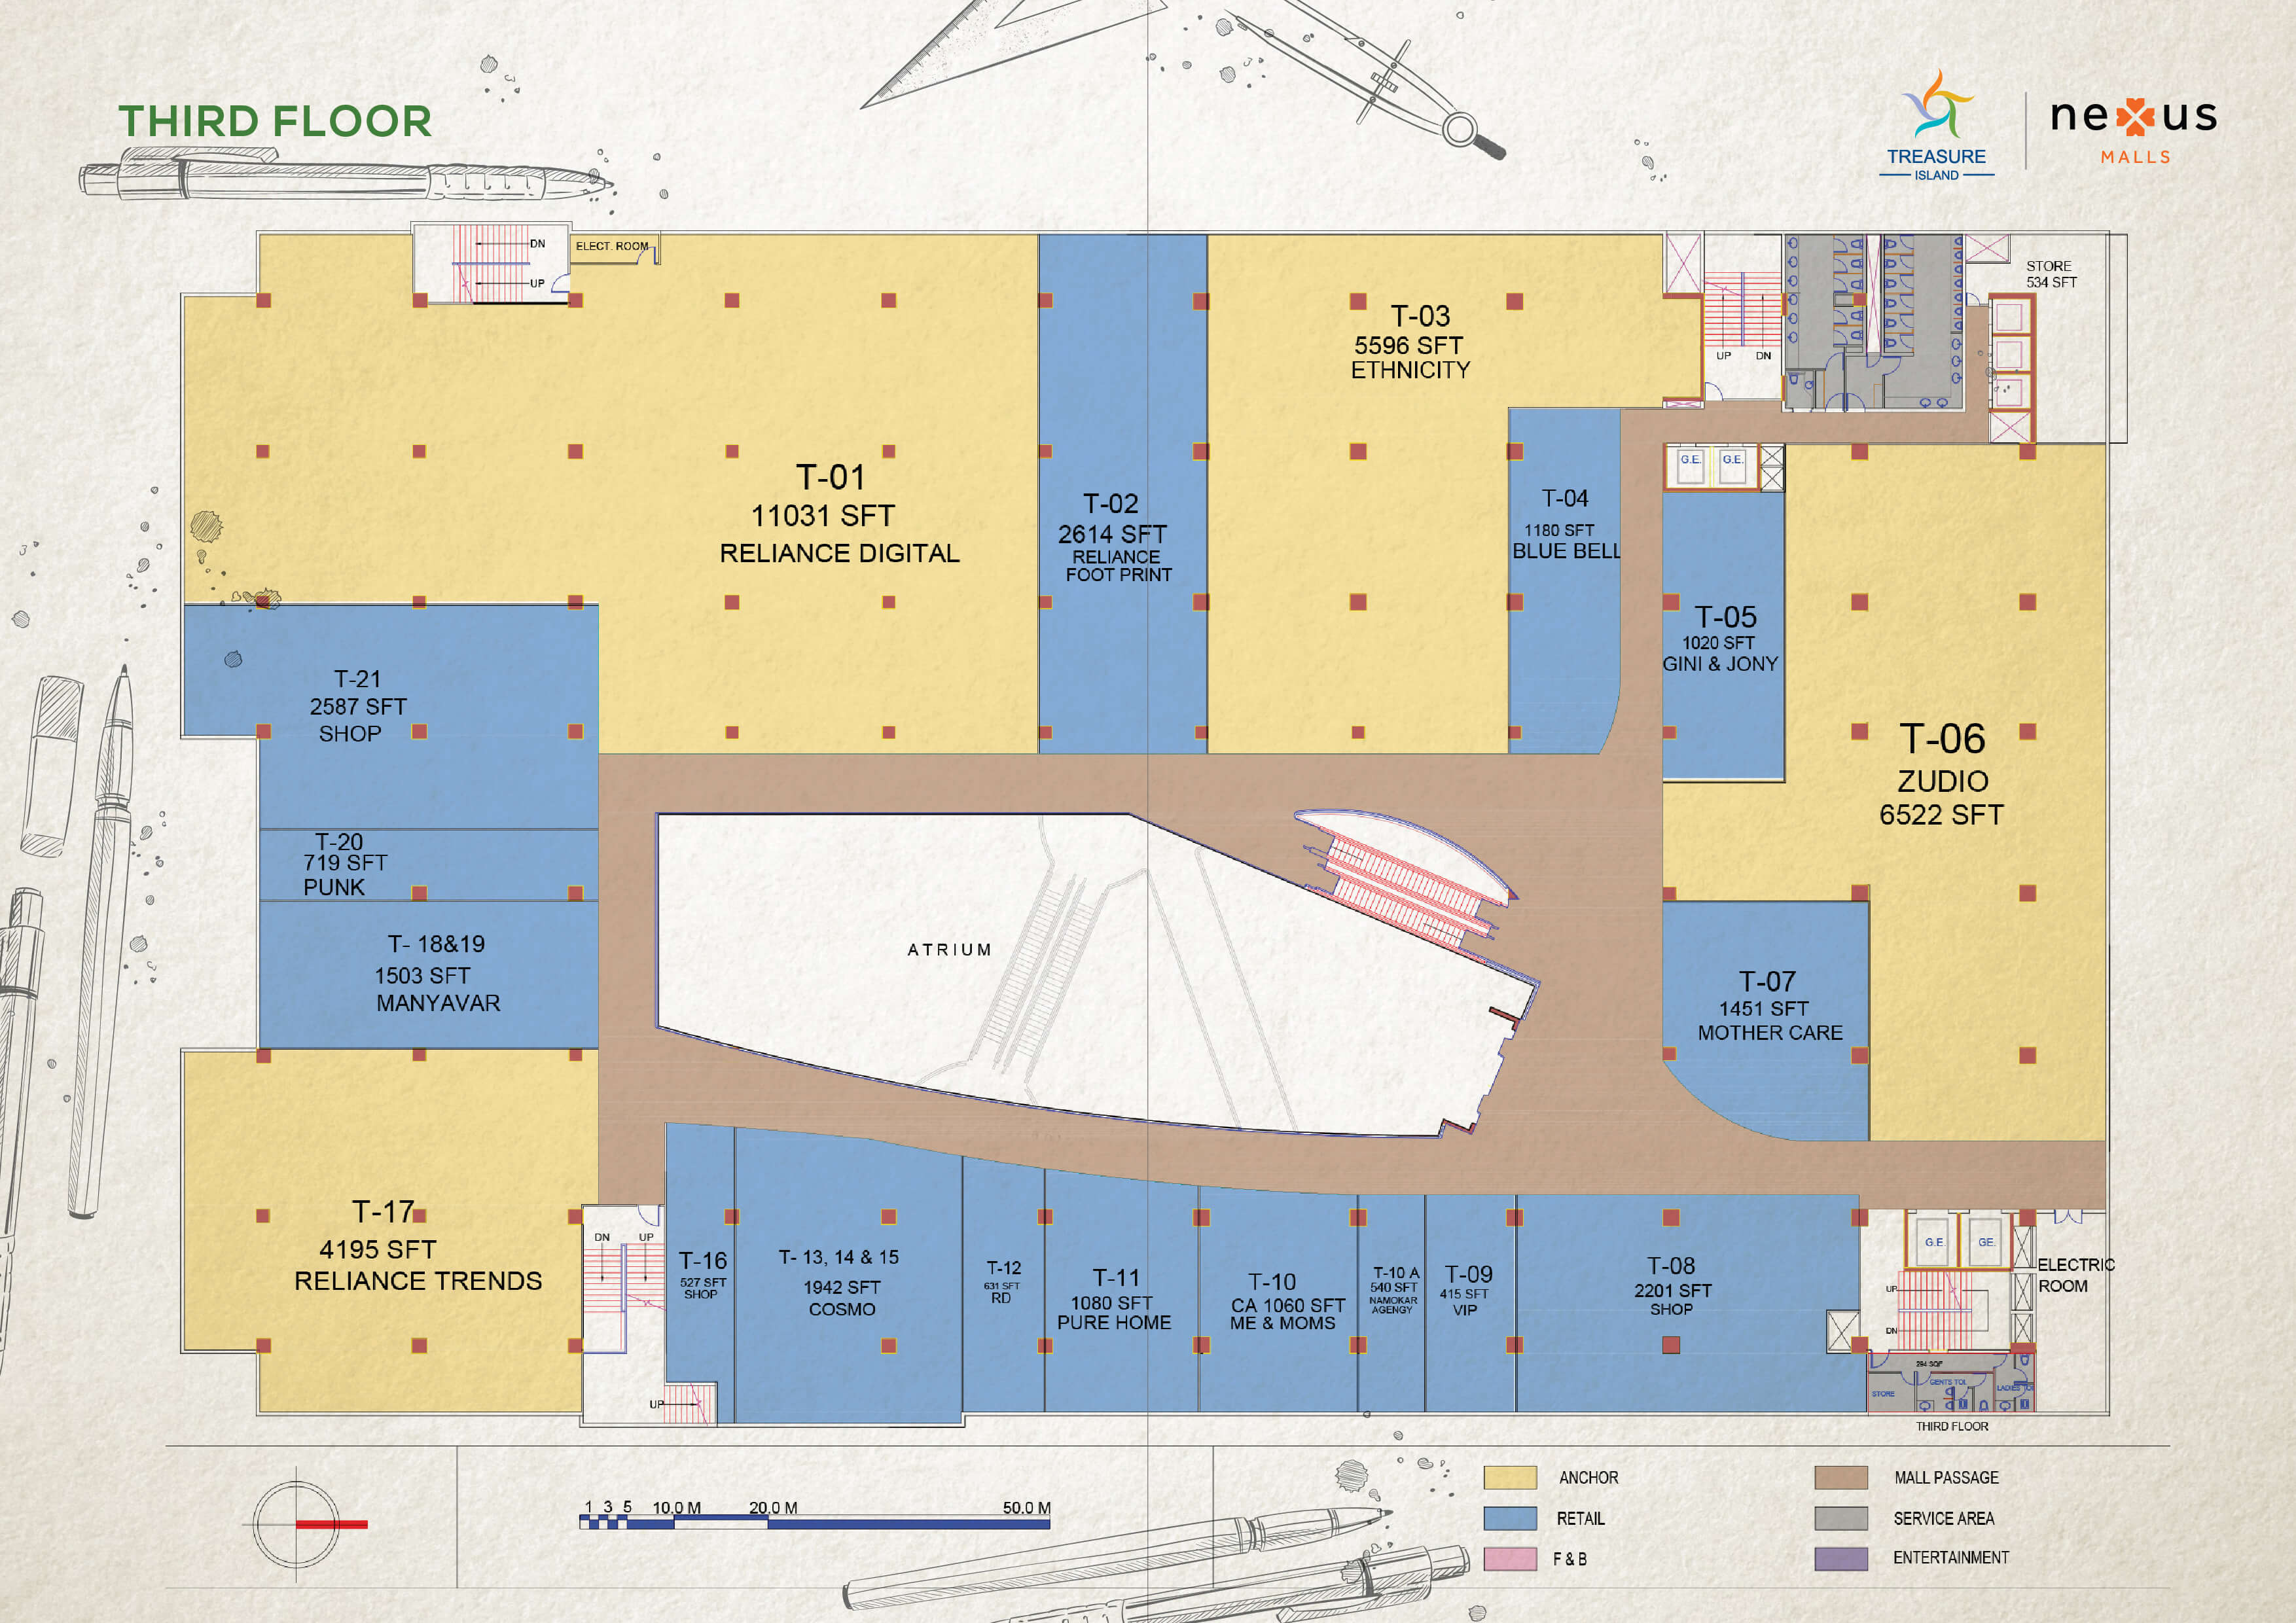 THIRD FLOOR
TREASURE
ISLAND
nexus
MALLS
DN
UP
ELECT. ROOM
T-01
11031 SFT
RELIANCE DIGITAL
T-02
2614 SFT
RELIANCE
FOOT PRINT
T-03
5596 SFT
ETHNICITY
UP DN
STORE
534 SFT
T-04
1180 SFT
BLUE BELL
G.E. G.E.
T-05
1020 SFT
GINI & JONY
T-06
ZUDIO
6522 SFT
T-21
2587 SFT
SHOP
T-20
719 SFT
PUNK
T- 18&19
1503 SFT
MANYAVAR
ATRIUM
T-07
1451 SFT
MOTHER CARE
T-17
4195 SFT
RELIANCE TRENDS
DN UP
UP
T-16
527 SFT
SHOP
T- 13, 14 & 15
1942 SFT
COSMO
T-12
631 SFT
RD
T-11
1080 SFT
PURE HOME
T-10
CA 1060 SFT
ME & MOMS
T-10 A
540 SFT
NAMOKAR
AGENGY
T-09
415 SFT
VIP
T-08
2201 SFT
SHOP
G.E. GE.
ELECTRIC
ROOM
UP
DN
294 SQF
STORE
GENTS TOI.
LADIES TOI.
THIRD FLOOR
1 3 5 10.0 M 20.0 M 50.0 M
ANCHOR
RETAIL
F & B
MALL PASSAGE
SERVICE AREA
ENTERTAINMENT